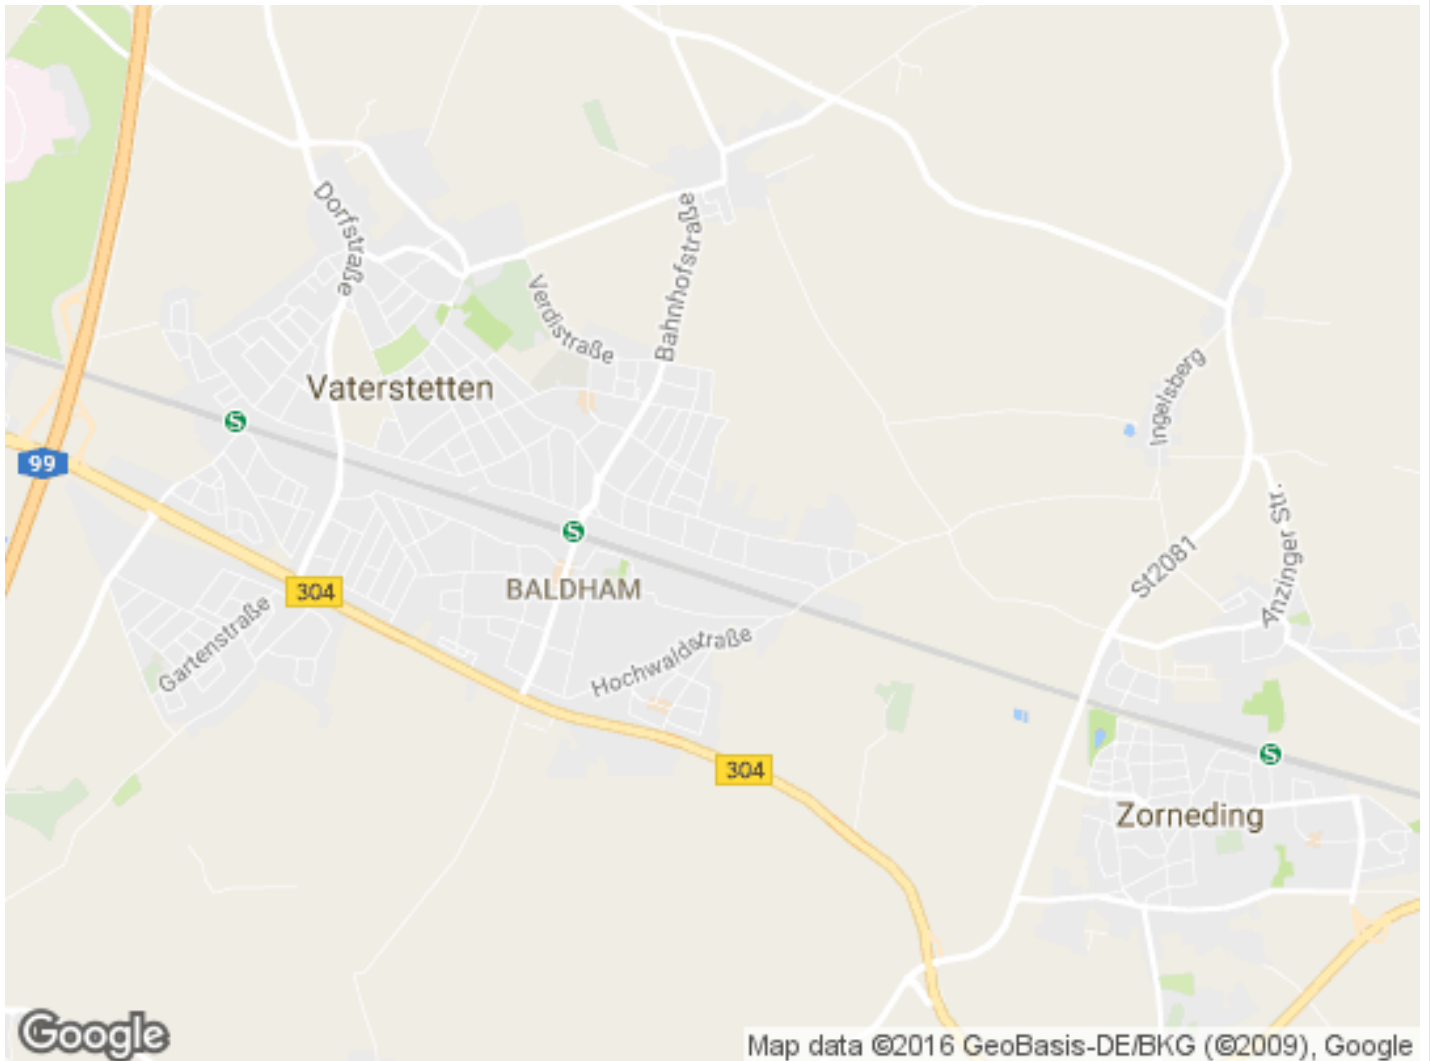 Dorfstraße
Bahnhofstraße
Verdistraße
Vaterstetten
Ingelsberg
S
99
S
Anzinger Str.
St2081
304
BALDHAM
Gartenstraße
Hochwaldstraße
304
S
Zorneding
Google
Map data ©2016 GeoBasis-DE/BKG (©2009), Google